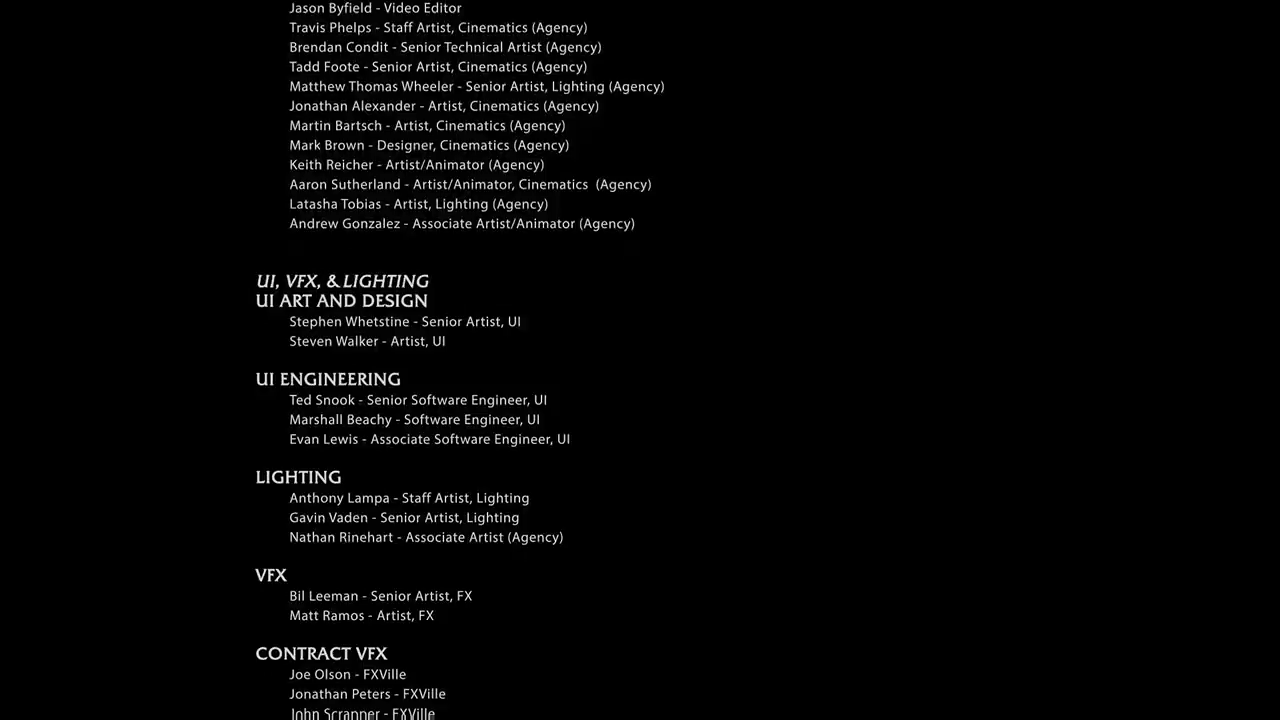 Jason Byfield - Video Editor
Travis Phelps - Staff Artist, Cinematics (Agency)
Brendan Condit - Senior Technical Artist (Agency)
Tadd Foote - Senior Artist, Cinematics (Agency)
Matthew Thomas Wheeler - Senior Artist, Lighting (Agency)
Jonathan Alexander - Artist, Cinematics (Agency)
Martin Bartsch - Artist, Cinematics (Agency)
Mark Brown - Designer, Cinematics (Agency)
Keith Reicher - Artist/Animator (Agency)
Aaron Sutherland - Artist/Animator, Cinematics (Agency)
Latasha Tobias - Artist, Lighting (Agency)
Andrew Gonzalez - Associate Artist/Animator (Agency)
UI, VFX, & LIGHTING
UI ART AND DESIGN
Stephen Whetstine - Senior Artist, UI
Steven Walker - Artist, UI
UI ENGINEERING
Ted Snook - Senior Software Engineer, UI
Marshall Beachy - Software Engineer, UI
Evan Lewis - Associate Software Engineer, UI
LIGHTING
Anthony Lampa - Staff Artist, Lighting
Gavin Vaden - Senior Artist, Lighting
Nathan Rinehart - Associate Artist (Agency)
VFX
Bil Leeman - Senior Artist, FX
Matt Ramos - Artist, FX
CONTRACT VFX
Joe Olson - FXVille
Jonathan Peters - FXVille
John Scranner - FXVille